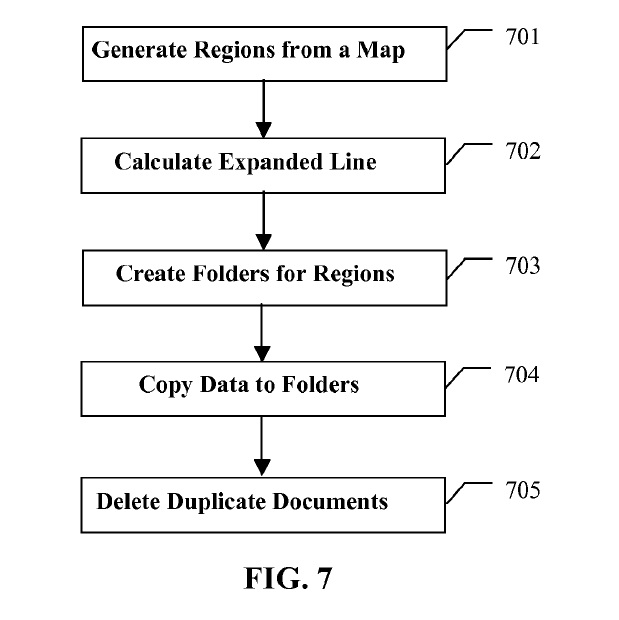 Generate Regions from a Map
701
Calculate Expanded Line
702
Create Folders for Regions
703
Copy Data to Folders
704
Delete Duplicate Documents
705
FIG. 7